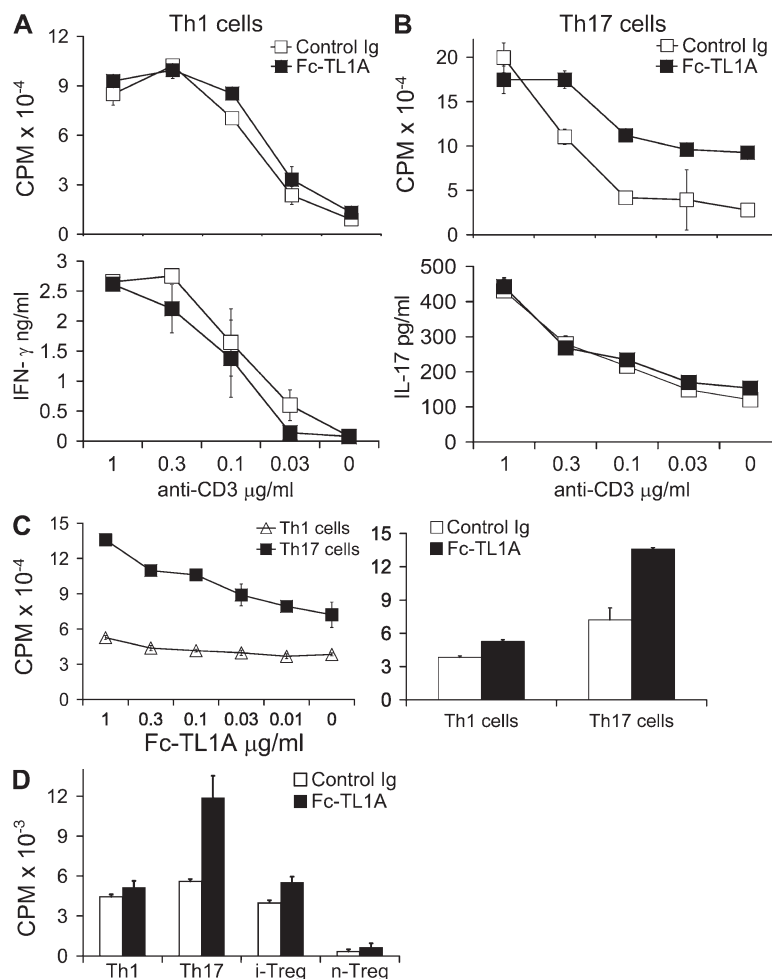 A Th1 cells
B Th17 cells
Control Ig
Fc-TL1A
CPM x 10-4
12
9
6
3
0
Control Ig
Fc-TL1A
CPM x 10-4
20
15
10
5
0
IFN- γ ng/ml
3
2.5
2
1.5
1
0.5
0
1 0.3 0.1 0.03 0
anti-CD3 μg/ml
IL-17 pg/ml
500
400
300
200
100
0
1 0.3 0.1 0.03 0
anti-CD3 μg/ml
C
Th1 cells
Th17 cells
CPM x 10-4
15
12
9
6
3
0
1 0.3 0.1 0.03 0.01 0
Fc-TL1A μg/ml
Control Ig
Fc-TL1A
15
12
9
6
3
0
Th1 cells Th17 cells
D
Control Ig
Fc-TL1A
CPM x 10-3
12
9
6
3
0
Th1 Th17 i-Treg n-Treg